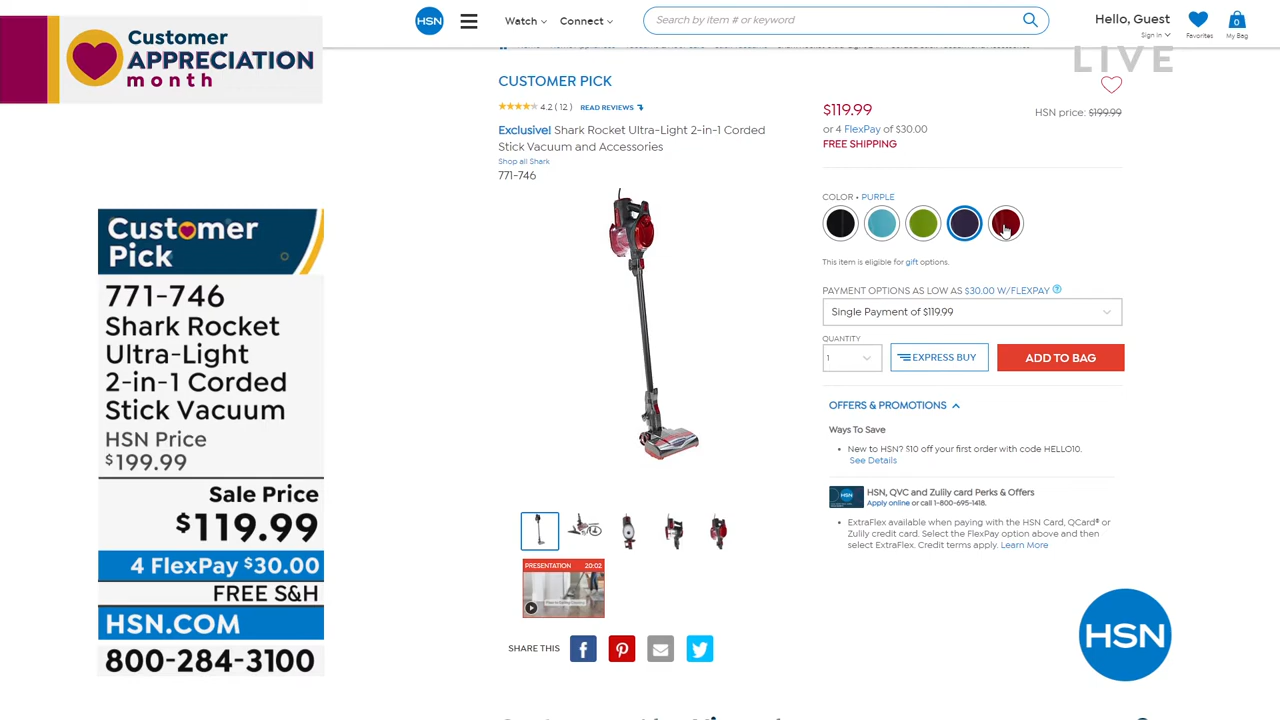 Customer
APPRECIATION
month
HSN
Watch
Connect
Search by item # or keyword
Hello, Guest
Sign in
Favorites
0
My Bag
LIVE
CUSTOMER PICK
4.2 (12) READ REVIEWS
Exclusive! Shark Rocket Ultra-Light 2-in-1 Corded
Stick Vacuum and Accessories
Shop all Shark
771-746
$119.99
HSN price: $199.99
or 4 FlexPay of $30.00
FREE SHIPPING
COLOR • PURPLE
This item is eligible for gift options.
PAYMENT OPTIONS AS LOW AS $30.00 W/FLEXPAY ?
Single Payment of $119.99
QUANTITY
1
EXPRESS BUY
ADD TO BAG
OFFERS & PROMOTIONS
Ways To Save
• New to HSN? $10 off your first order with code HELLO10.
See Details
HSN
HSN, QVC and Zulily card Perks & Offers
Apply online or call 1-800-695-1418.
• ExtraFlex available when paying with the HSN Card, QCard® or
Zulily credit card. Select the FlexPay option above and then
select ExtraFlex. Credit terms apply. Learn More
PRESENTATION 20:02
SHARE THIS
Customer
Pick
771-746
Shark Rocket
Ultra-Light
2-in-1 Corded
Stick Vacuum
HSN Price
$199.99
Sale Price
$119.99
4 FlexPay $30.00
FREE S&H
HSN.COM
800-284-3100
HSN